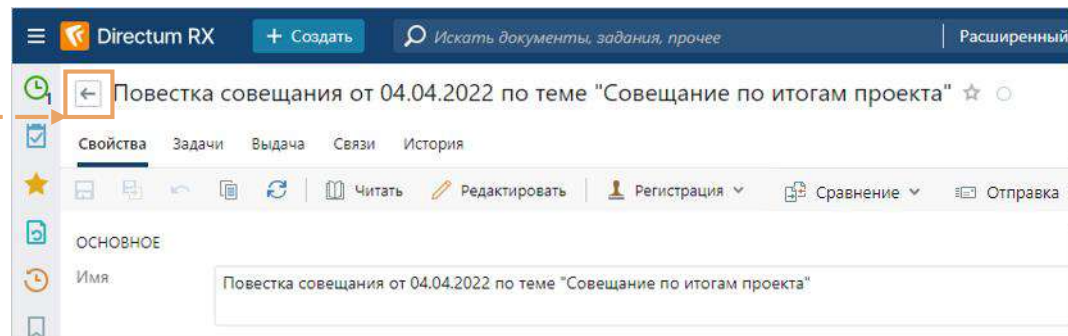 Directum RX + Создать Искать документы, задания, прочее Расширенный
1 Повестка совещания от 04.04.2022 по теме "Совещание по итогам проекта"
Свойства Задачи Выдача Связи История
Читать Редактировать Регистрация Сравнение Отправка
ОСНОВНОЕ
Имя Повестка совещания от 04.04.2022 по теме "Совещание по итогам проекта"